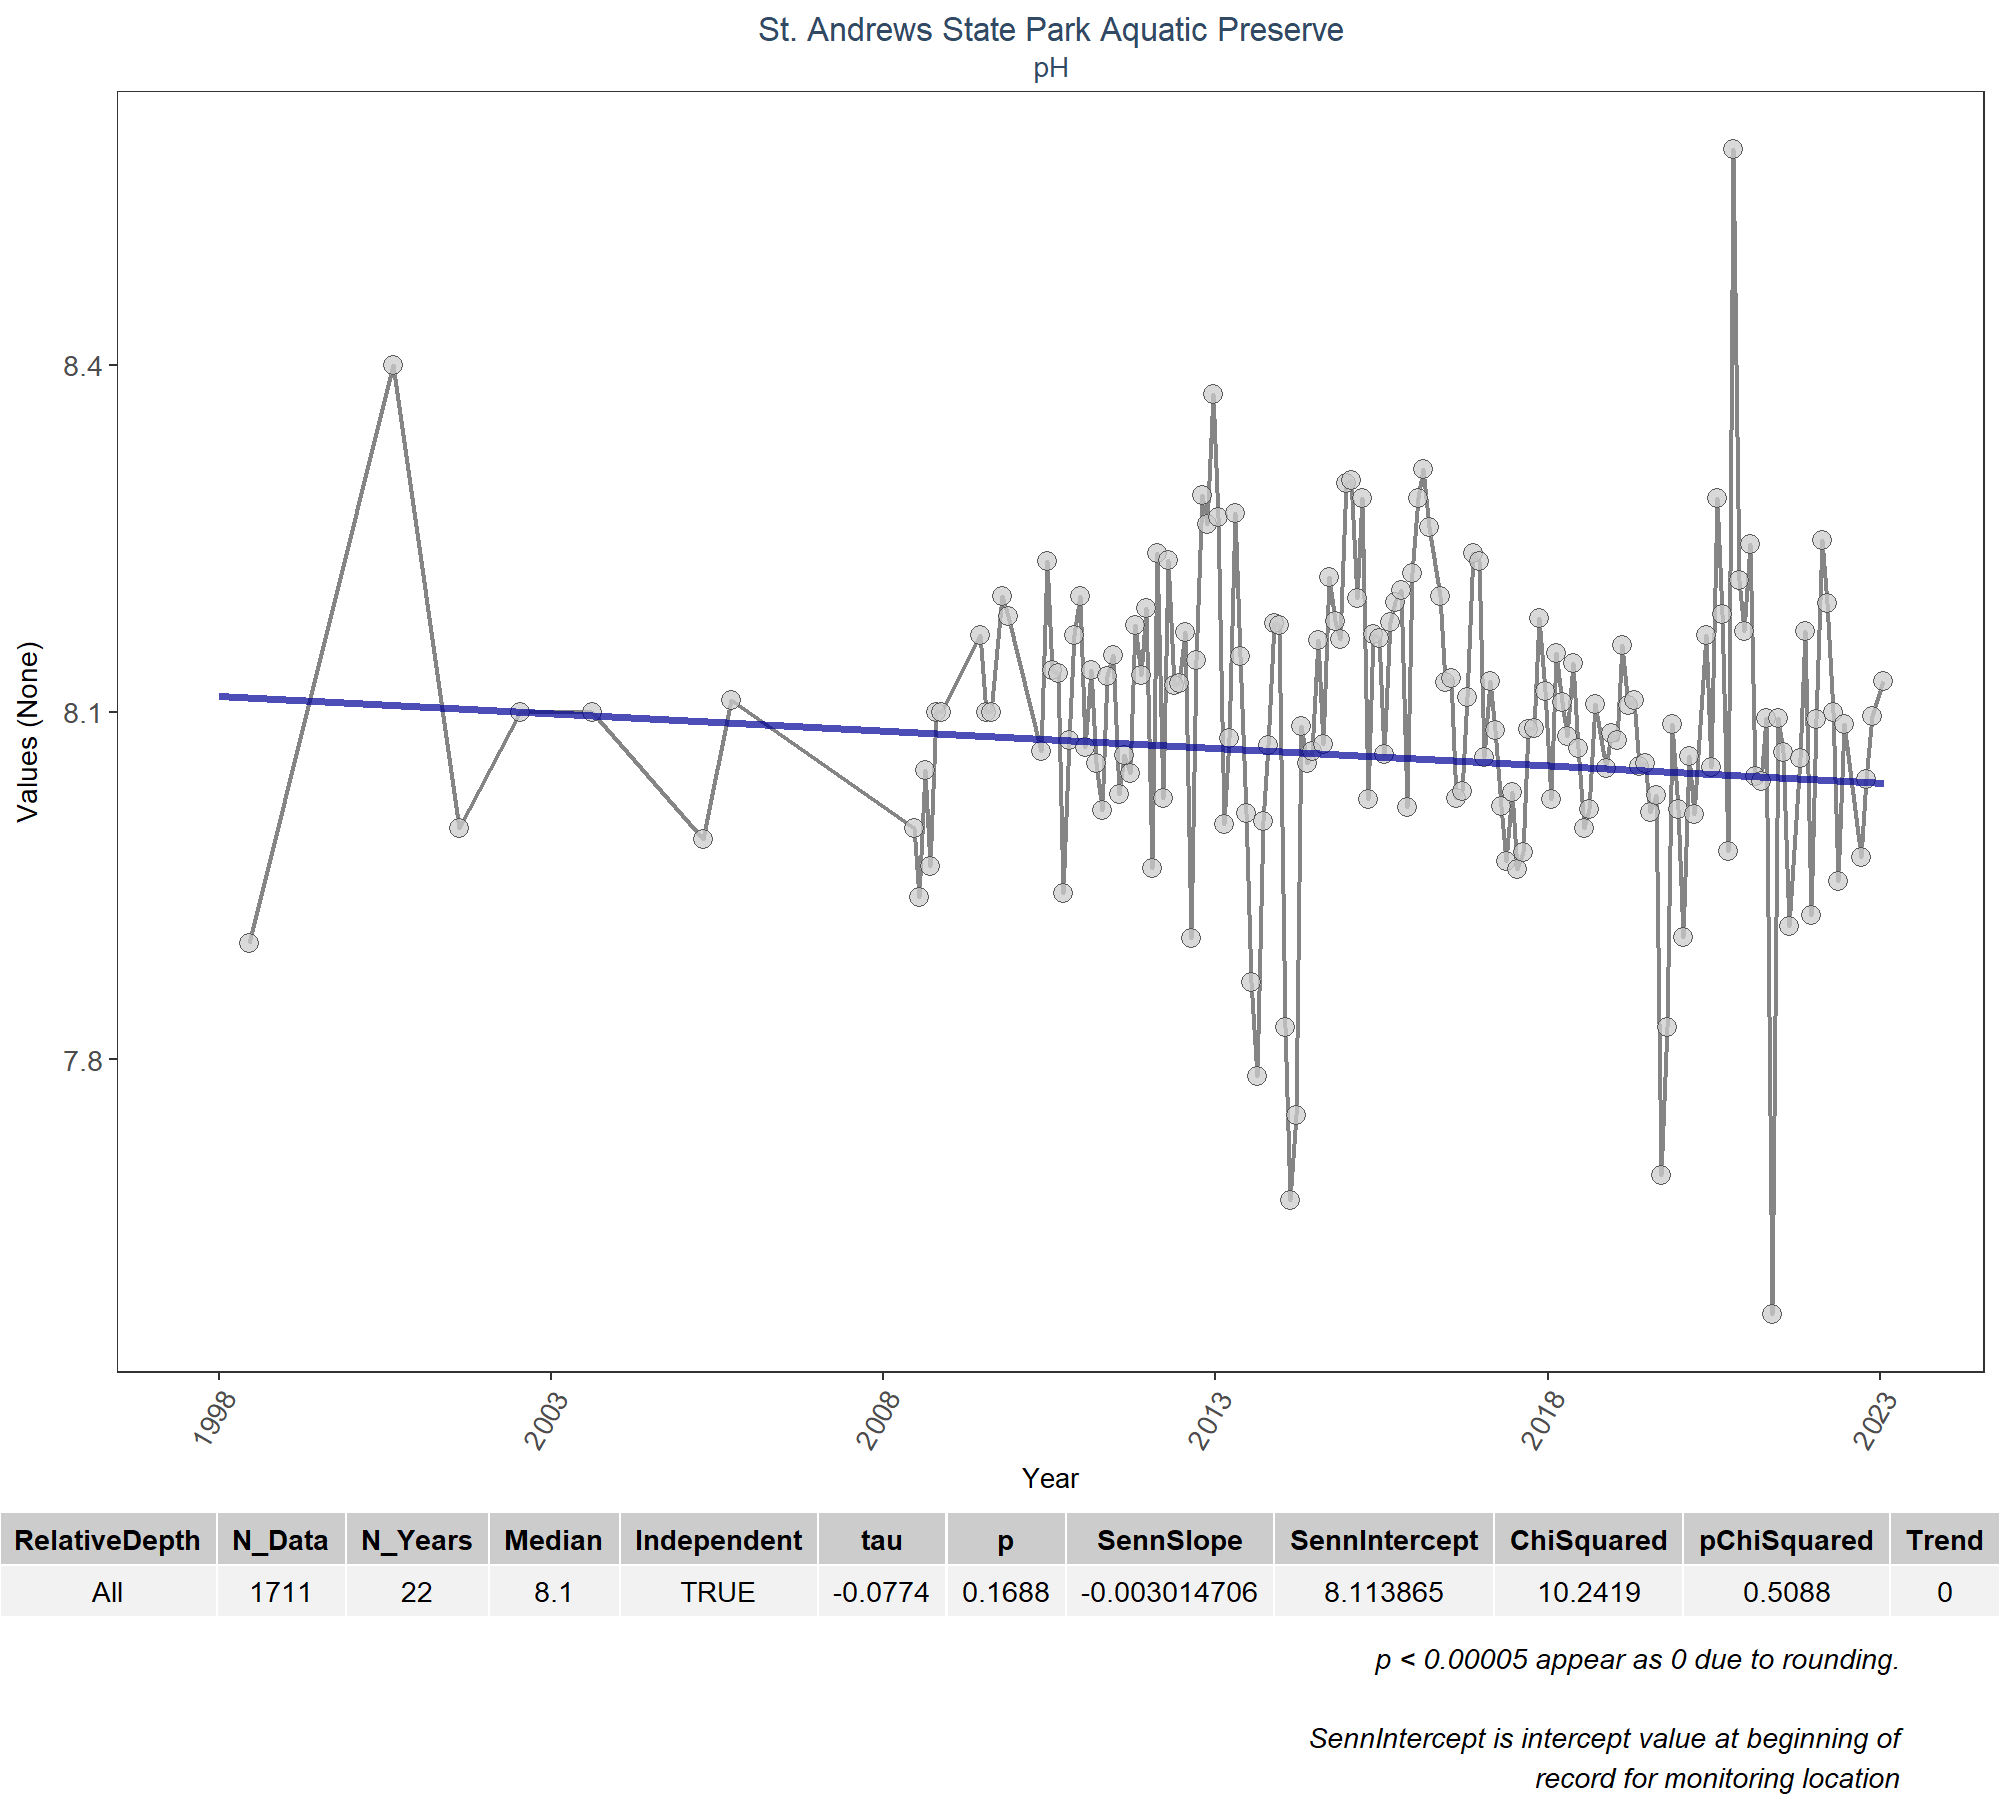 St. Andrews State Park Aquatic Preserve
pH
Values (None)
8.4
8.1
7.8
1998
2003
2008
2013
2018
2023
Year
RelativeDepth N_Data N_Years Median Independent tau p SennSlope SennIntercept ChiSquared pChiSquared Trend
All 1711 22 8.1 TRUE -0.0774 0.1688 -0.003014706 8.113865 10.2419 0.5088 0
p < 0.00005 appear as 0 due to rounding.
SennIntercept is intercept value at beginning of
record for monitoring location